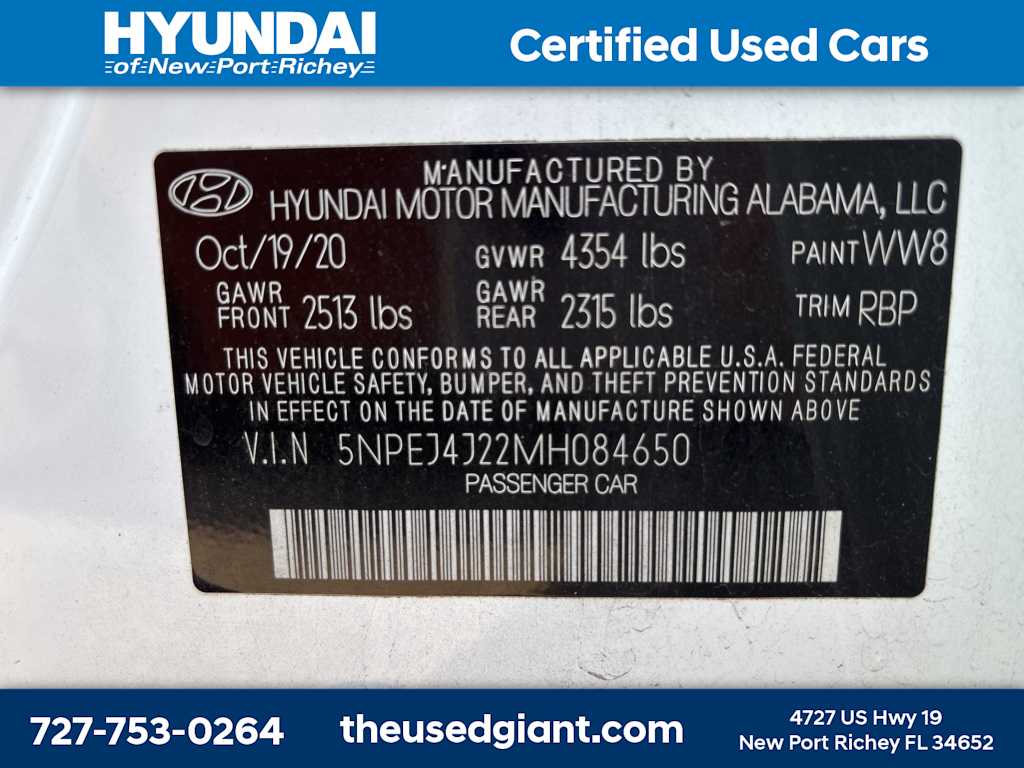 HYUNDAI
of New Port Richey
Certified Used Cars
MANUFACTURED BY
HYUNDAI MOTOR MANUFACTURING ALABAMA, LLC
Oct/19/20 GVWR 4354 lbs PAINT WW8
GAWR FRONT 2513 lbs GAWR REAR 2315 lbs TRIM RBP
THIS VEHICLE CONFORMS TO ALL APPLICABLE U.S.A. FEDERAL
MOTOR VEHICLE SAFETY, BUMPER, AND THEFT PREVENTION STANDARDS
IN EFFECT ON THE DATE OF MANUFACTURE SHOWN ABOVE
V.I.N 5NPEJ4J22MH084650
PASSENGER CAR
727-753-0264
theusedgiant.com
4727 US Hwy 19
New Port Richey FL 34652